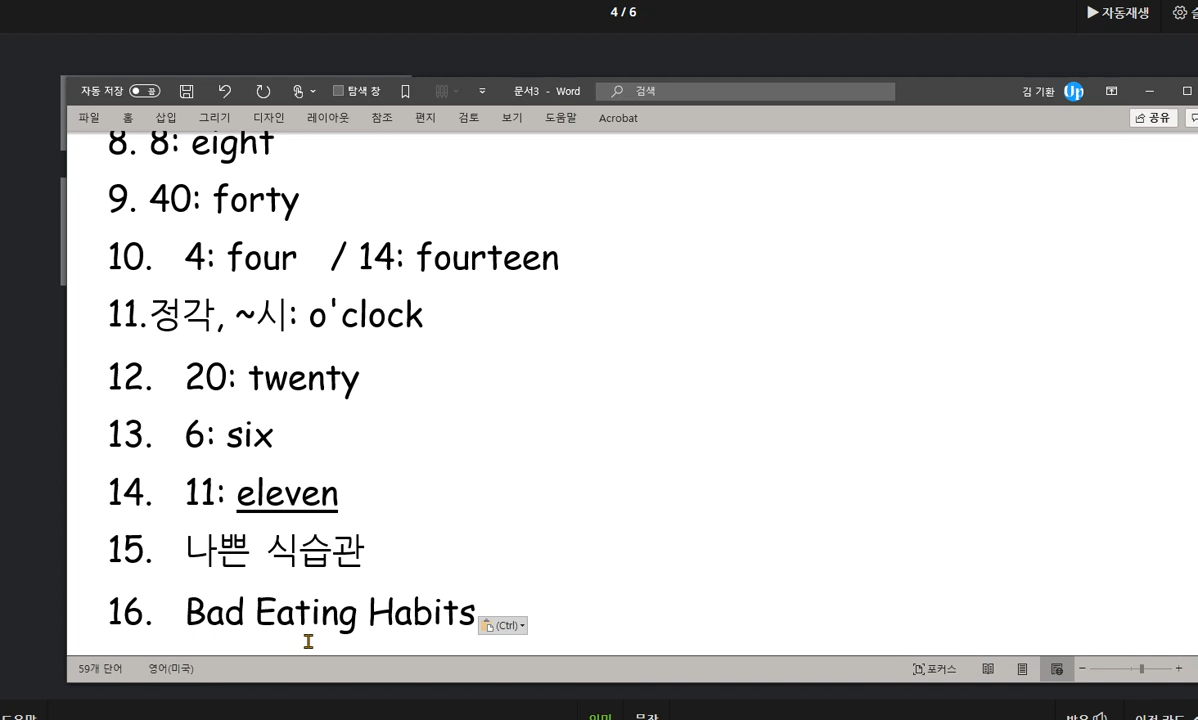 4 / 6
▶ 자동재생
자동 저장 끔 탐색 창 문서3 - Word 검색 김 기환 Up
파일 홈 삽입 그리기 디자인 레이아웃 참조 편지 검토 보기 도움말 Acrobat 공유
8. 8: eight
9. 40: forty
10. 4: four / 14: fourteen
11.정각, ~시: o'clock
12. 20: twenty
13. 6: six
14. 11: eleven
15. 나쁜 식습관
16. Bad Eating Habits
(Ctrl)
59개 단어 영어(미국) 포커스